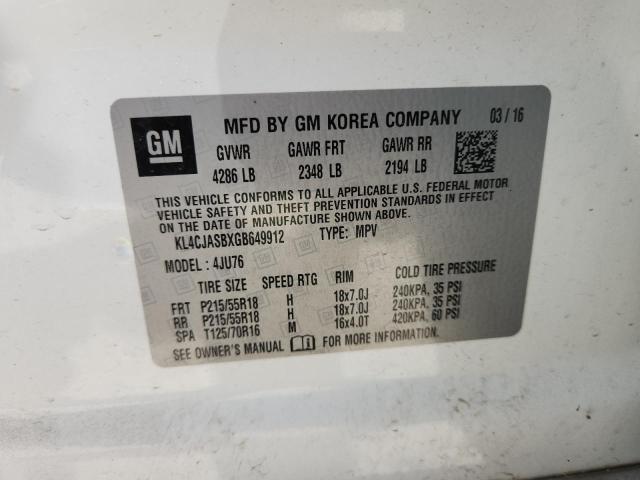 GM
MFD BY GM KOREA COMPANY 03 / 16
GVWR GAWR FRT GAWR RR
4286 LB 2348 LB 2194 LB
THIS VEHICLE CONFORMS TO ALL APPLICABLE U.S. FEDERAL MOTOR
VEHICLE SAFETY AND THEFT PREVENTION STANDARDS IN EFFECT
ON THE DATE OF MANUFACTURE SHOWN ABOVE.
KL4CJASBXGB649912 TYPE: MPV
MODEL : 4JU76
TIRE SIZE SPEED RTG RIM COLD TIRE PRESSURE
FRT P215/55R18 H 18x7.0J 240KPA, 35 PSI
RR P215/55R18 H 18x7.0J 240KPA, 35 PSI
SPA T125/70R16 M 16x4.0T 420KPA, 60 PSI
SEE OWNER'S MANUAL FOR MORE INFORMATION.